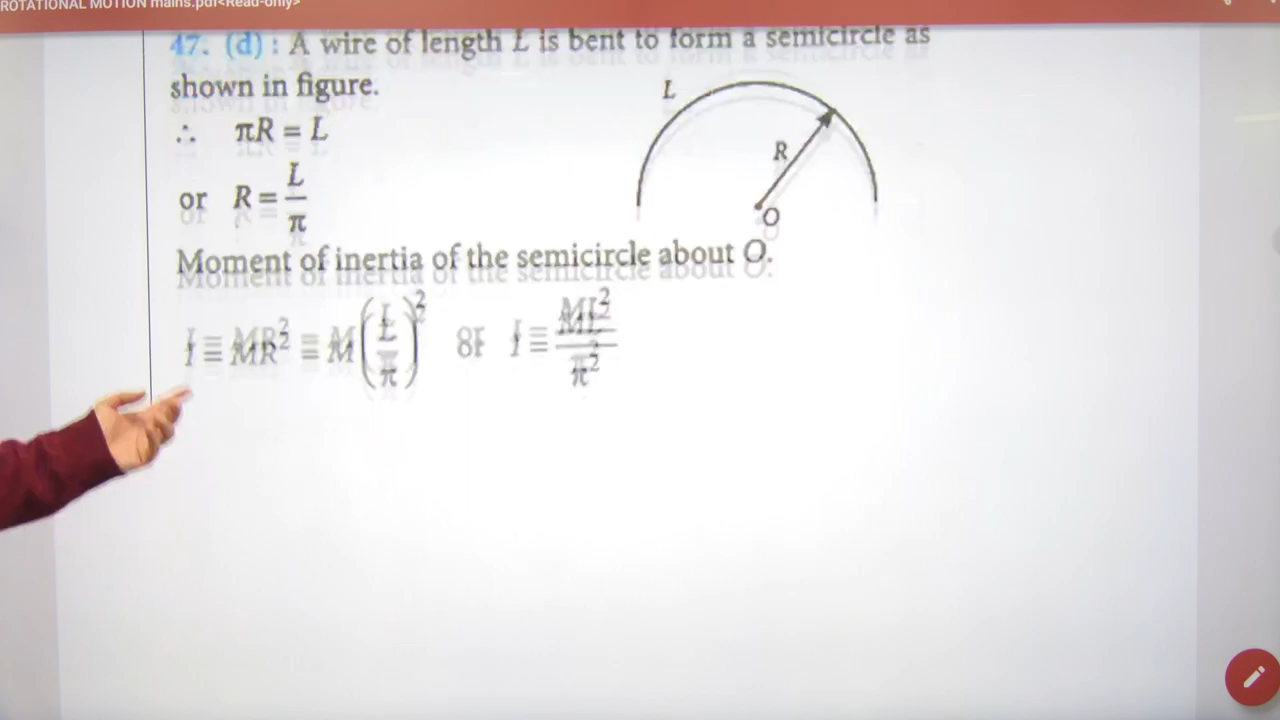 ROTATIONAL MOTION mains.pdf<Read-only>
47. (d) : A wire of length L is bent to form a semicircle as
shown in figure.
∴ πR = L
or R = L/π
L
R
O
Moment of inertia of the semicircle about O.
I = MR² = M(L/π)² or I = ML²/π²